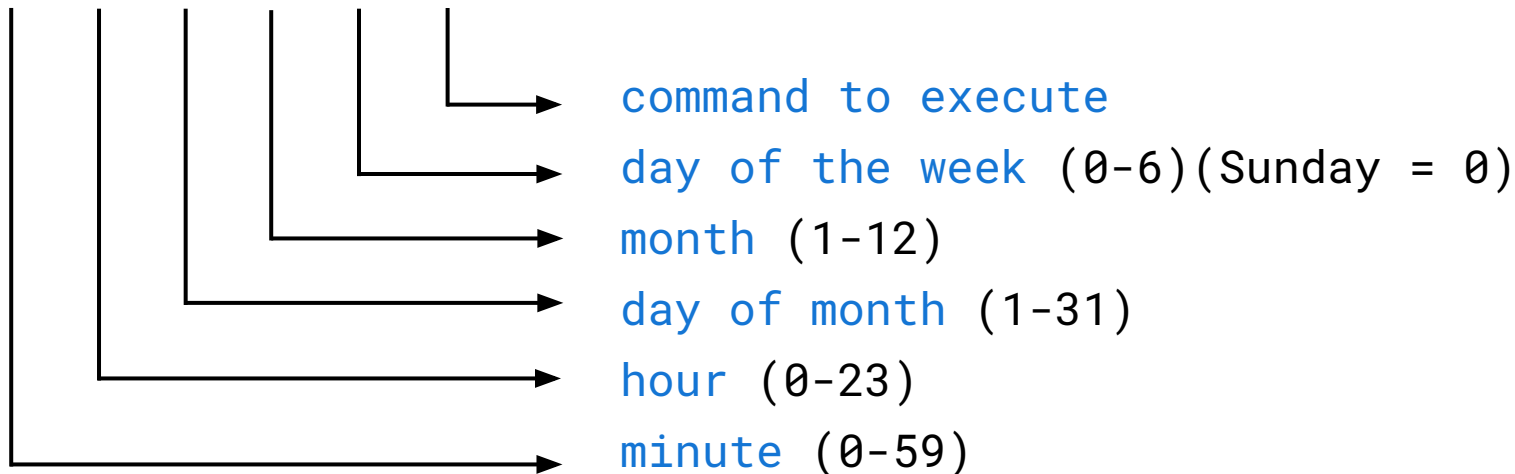 command to execute
day of the week (0-6)(Sunday = 0)
month (1-12)
day of month (1-31)
hour (0-23)
minute (0-59)